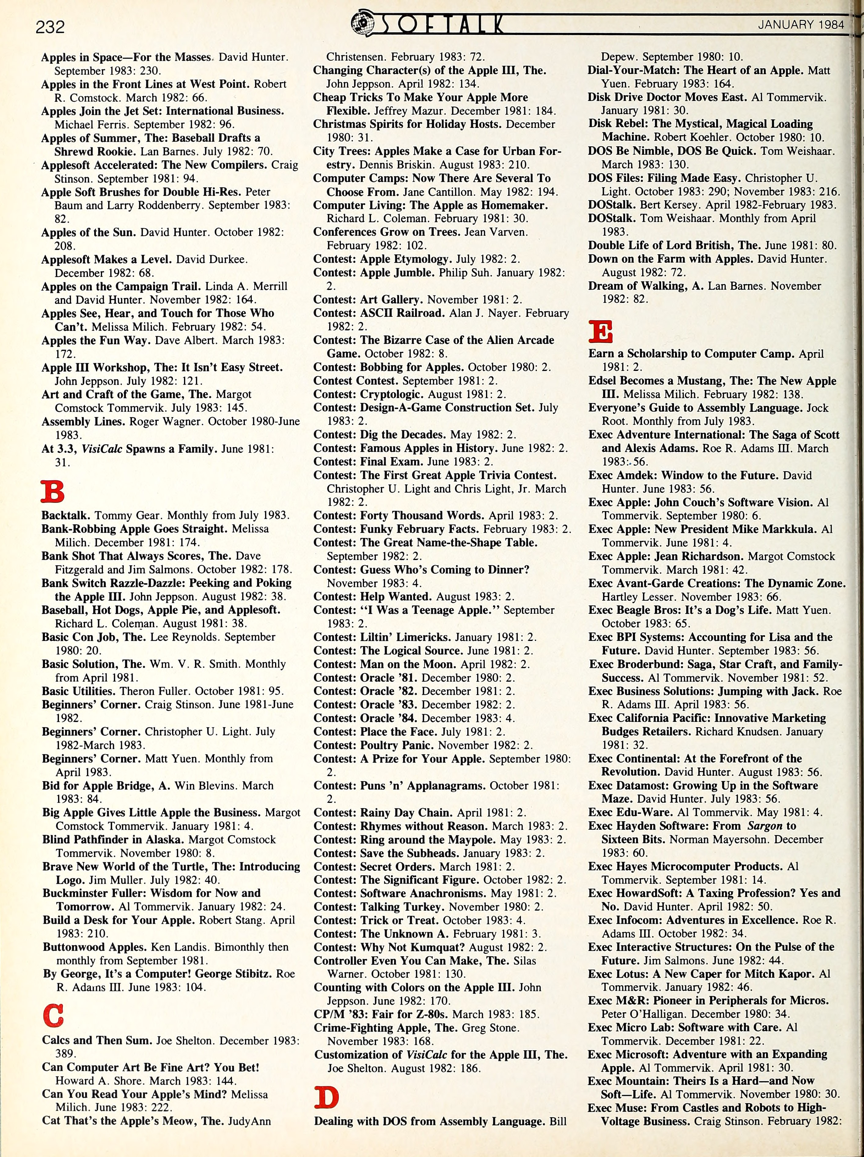 232
SOFTALK
JANUARY 1984
Apples in Space—For the Masses. David Hunter.
September 1983: 230.
Apples in the Front Lines at West Point. Robert
R. Comstock. March 1982: 66.
Apples Join the Jet Set: International Business.
Michael Ferris. September 1982: 96.
Apples of Summer, The: Baseball Drafts a
Shrewd Rookie. Lan Barnes. July 1982: 70.
Applesoft Accelerated: The New Compilers. Craig
Stinson. September 1981: 94.
Apple Soft Brushes for Double Hi-Res. Peter
Baum and Larry Roddenberry. September 1983:
82.
Apples of the Sun. David Hunter. October 1982:
208.
Applesoft Makes a Level. David Durkee.
December 1982: 68.
Apples on the Campaign Trail. Linda A. Merrill
and David Hunter. November 1982: 164.
Apples See, Hear, and Touch for Those Who
Can't. Melissa Milich. February 1982: 54.
Apples the Fun Way. Dave Albert. March 1983:
172.
Apple III Workshop, The: It Isn't Easy Street.
John Jeppson. July 1982: 121.
Art and Craft of the Game, The. Margot
Comstock Tommervik. July 1983: 145.
Assembly Lines. Roger Wagner. October 1980-June
1983.
At 3.3, VisiCalc Spawns a Family. June 1981:
31.
B
Backtalk. Tommy Gear. Monthly from July 1983.
Bank-Robbing Apple Goes Straight. Melissa
Milich. December 1981: 174.
Bank Shot That Always Scores, The. Dave
Fitzgerald and Jim Salmons. October 1982: 178.
Bank Switch Razzle-Dazzle: Peeking and Poking
the Apple III. John Jeppson. August 1982: 38.
Baseball, Hot Dogs, Apple Pie, and Applesoft.
Richard L. Coleman. August 1981: 38.
Basic Con Job, The. Lee Reynolds. September
1980: 20.
Basic Solution, The. Wm. V. R. Smith. Monthly
from April 1981.
Basic Utilities. Theron Fuller. October 1981: 95.
Beginners' Corner. Craig Stinson. June 1981-June
1982.
Beginners' Corner. Christopher U. Light. July
1982-March 1983.
Beginners' Corner. Matt Yuen. Monthly from
April 1983.
Bid for Apple Bridge, A. Win Blevins. March
1983: 84.
Big Apple Gives Little Apple the Business. Margot
Comstock Tommervik. January 1981: 4.
Blind Pathfinder in Alaska. Margot Comstock
Tommervik. November 1980: 8.
Brave New World of the Turtle, The: Introducing
Logo. Jim Muller. July 1982: 40.
Buckminster Fuller: Wisdom for Now and
Tomorrow. Al Tommervik. January 1982: 24.
Build a Desk for Your Apple. Robert Stang. April
1983: 210.
Buttonwood Apples. Ken Landis. Bimonthly then
monthly from September 1981.
By George, It's a Computer! George Stibitz. Roe
R. Adams III. June 1983: 104.
C
Calcs and Then Sum. Joe Shelton. December 1983:
389.
Can Computer Art Be Fine Art? You Bet!
Howard A. Shore. March 1983: 144.
Can You Read Your Apple's Mind? Melissa
Milich. June 1983: 222.
Cat That's the Apple's Meow, The. JudyAnn
Christensen. February 1983: 72.
Changing Character(s) of the Apple III, The.
John Jeppson. April 1982: 134.
Cheap Tricks To Make Your Apple More
Flexible. Jeffrey Mazur. December 1981: 184.
Christmas Spirits for Holiday Hosts. December
1980: 31.
City Trees: Apples Make a Case for Urban For-
estry. Dennis Briskin. August 1983: 210.
Computer Camps: Now There Are Several To
Choose From. Jane Cantillon. May 1982: 194.
Computer Living: The Apple as Homemaker.
Richard L. Coleman. February 1981: 30.
Conferences Grow on Trees. Jean Varven.
February 1982: 102.
Contest: Apple Etymology. July 1982: 2.
Contest: Apple Jumble. Philip Suh. January 1982:
2.
Contest: Art Gallery. November 1981: 2.
Contest: ASCII Railroad. Alan J. Nayer. February
1982: 2.
Contest: The Bizarre Case of the Alien Arcade
Game. October 1982: 8.
Contest: Bobbing for Apples. October 1980: 2.
Contest Contest. September 1981: 2.
Contest: Cryptologic. August 1981: 2.
Contest: Design-A-Game Construction Set. July
1983: 2.
Contest: Dig the Decades. May 1982: 2.
Contest: Famous Apples in History. June 1982: 2.
Contest: Final Exam. June 1983: 2.
Contest: The First Great Apple Trivia Contest.
Christopher U. Light and Chris Light, Jr. March
1982: 2.
Contest: Forty Thousand Words. April 1983: 2.
Contest: Funky February Facts. February 1983: 2.
Contest: The Great Name-the-Shape Table.
September 1982: 2.
Contest: Guess Who's Coming to Dinner?
November 1983: 4.
Contest: Help Wanted. August 1983: 2.
Contest: "I Was a Teenage Apple." September
1983: 2.
Contest: Liltin' Limericks. January 1981: 2.
Contest: The Logical Source. June 1981: 2.
Contest: Man on the Moon. April 1982: 2.
Contest: Oracle '81. December 1980: 2.
Contest: Oracle '82. December 1981: 2.
Contest: Oracle '83. December 1982: 2.
Contest: Oracle '84. December 1983: 4.
Contest: Place the Face. July 1981: 2.
Contest: Poultry Panic. November 1982: 2.
Contest: A Prize for Your Apple. September 1980:
2.
Contest: Puns 'n' Applanagrams. October 1981:
2.
Contest: Rainy Day Chain. April 1981: 2.
Contest: Rhymes without Reason. March 1983: 2.
Contest: Ring around the Maypole. May 1983: 2.
Contest: Save the Subheads. January 1983: 2.
Contest: Secret Orders. March 1981: 2.
Contest: The Significant Figure. October 1982: 2.
Contest: Software Anachronisms. May 1981: 2.
Contest: Talking Turkey. November 1980: 2.
Contest: Trick or Treat. October 1983: 4.
Contest: The Unknown A. February 1981: 3.
Contest: Why Not Kumquat? August 1982: 2.
Controller Even You Can Make, The. Silas
Warner. October 1981: 130.
Counting with Colors on the Apple III. John
Jeppson. June 1982: 170.
CP/M '83: Fair for Z-80s. March 1983: 185.
Crime-Fighting Apple, The. Greg Stone.
November 1983: 168.
Customization of VisiCalc for the Apple III, The.
Joe Shelton. August 1982: 186.
D
Dealing with DOS from Assembly Language. Bill
Depew. September 1980: 10.
Dial-Your-Match: The Heart of an Apple. Matt
Yuen. February 1983: 164.
Disk Drive Doctor Moves East. Al Tommervik.
January 1981: 30.
Disk Rebel: The Mystical, Magical Loading
Machine. Robert Koehler. October 1980: 10.
DOS Be Nimble, DOS Be Quick. Tom Weishaar.
March 1983: 130.
DOS Files: Filing Made Easy. Christopher U.
Light. October 1983: 290; November 1983: 216.
DOStalk. Bert Kersey. April 1982-February 1983.
DOStalk. Tom Weishaar. Monthly from April
1983.
Double Life of Lord British, The. June 1981: 80.
Down on the Farm with Apples. David Hunter.
August 1982: 72.
Dream of Walking, A. Lan Barnes. November
1982: 82.
E
Earn a Scholarship to Computer Camp. April
1981: 2.
Edsel Becomes a Mustang, The: The New Apple
III. Melissa Milich. February 1982: 138.
Everyone's Guide to Assembly Language. Jock
Root. Monthly from July 1983.
Exec Adventure International: The Saga of Scott
and Alexis Adams. Roe R. Adams III. March
1983: 56.
Exec Amdek: Window to the Future. David
Hunter. June 1983: 56.
Exec Apple: John Couch's Software Vision. Al
Tommervik. September 1980: 6.
Exec Apple: New President Mike Markkula. Al
Tommervik. June 1981: 4.
Exec Apple: Jean Richardson. Margot Comstock
Tommervik. March 1981: 42.
Exec Avant-Garde Creations: The Dynamic Zone.
Hartley Lesser. November 1983: 66.
Exec Beagle Bros: It's a Dog's Life. Matt Yuen.
October 1983: 65.
Exec BPI Systems: Accounting for Lisa and the
Future. David Hunter. September 1983: 56.
Exec Broderbund: Saga, Star Craft, and Family-
Success. Al Tommervik. November 1981: 52.
Exec Business Solutions: Jumping with Jack. Roe
R. Adams III. April 1983: 56.
Exec California Pacific: Innovative Marketing
Budges Retailers. Richard Knudsen. January
1981: 32.
Exec Continental: At the Forefront of the
Revolution. David Hunter. August 1983: 56.
Exec Datamost: Growing Up in the Software
Maze. David Hunter. July 1983: 56.
Exec Edu-Ware. Al Tommervik. May 1981: 4.
Exec Hayden Software: From Sargon to
Sixteen Bits. Norman Mayersohn. December
1983: 60.
Exec Hayes Microcomputer Products. Al
Tommervik. September 1981: 14.
Exec HowardSoft: A Taxing Profession? Yes and
No. David Hunter. April 1982: 50.
Exec Infocom: Adventures in Excellence. Roe R.
Adams III. October 1982: 34.
Exec Interactive Structures: On the Pulse of the
Future. Jim Salmons. June 1982: 44.
Exec Lotus: A New Caper for Mitch Kapor. Al
Tommervik. January 1982: 46.
Exec M&R: Pioneer in Peripherals for Micros.
Peter O'Halligan. December 1980: 34.
Exec Micro Lab: Software with Care. Al
Tommervik. December 1981: 22.
Exec Microsoft: Adventure with an Expanding
Apple. Al Tommervik. April 1981: 30.
Exec Mountain: Theirs Is a Hard—and Now
Soft—Life. Al Tommervik. November 1980: 30.
Exec Muse: From Castles and Robots to High-
Voltage Business. Craig Stinson. February 1982: